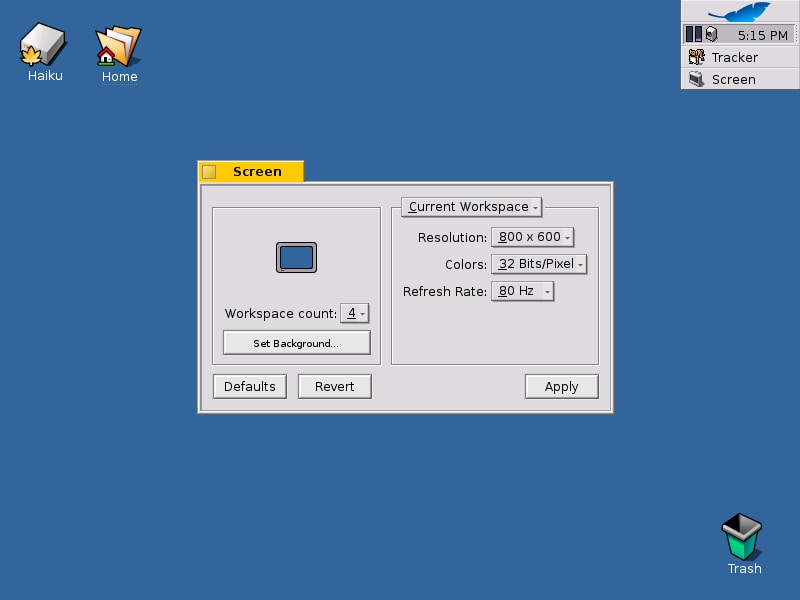 Haiku
Home
5:15 PM
Tracker
Screen
Screen
Current Workspace
Resolution: 800 x 600
Colors: 32 Bits/Pixel
Refresh Rate: 80 Hz
Workspace count: 4
Set Background...
Defaults
Revert
Apply
Trash